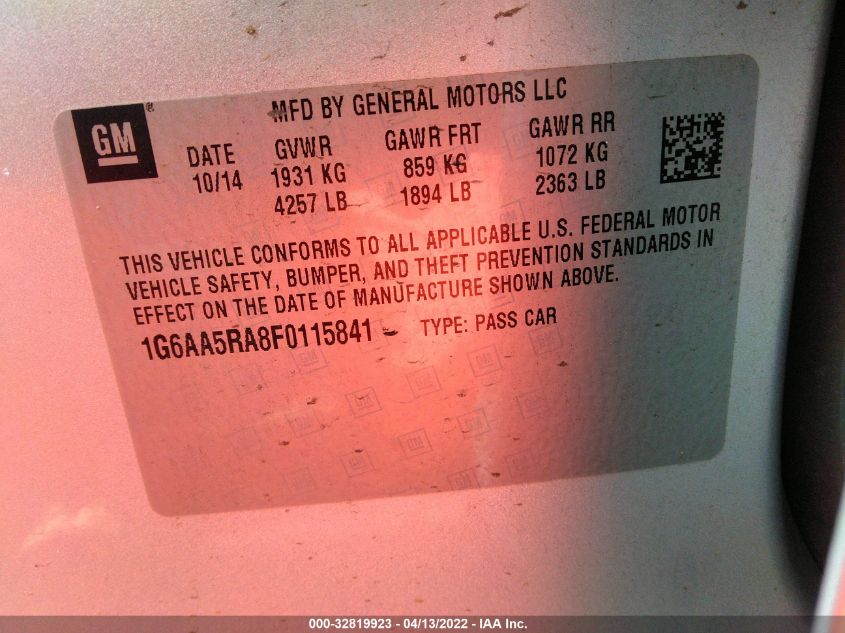 GM
MFD BY GENERAL MOTORS LLC
DATE GVWR GAWR FRT GAWR RR
10/14 1931 KG 859 KG 1072 KG
4257 LB 1894 LB 2363 LB
THIS VEHICLE CONFORMS TO ALL APPLICABLE U.S. FEDERAL MOTOR
VEHICLE SAFETY, BUMPER, AND THEFT PREVENTION STANDARDS IN
EFFECT ON THE DATE OF MANUFACTURE SHOWN ABOVE.
1G6AA5RA8F0115841 TYPE: PASS CAR
000-32819923 - 04/13/2022 - IAA Inc.